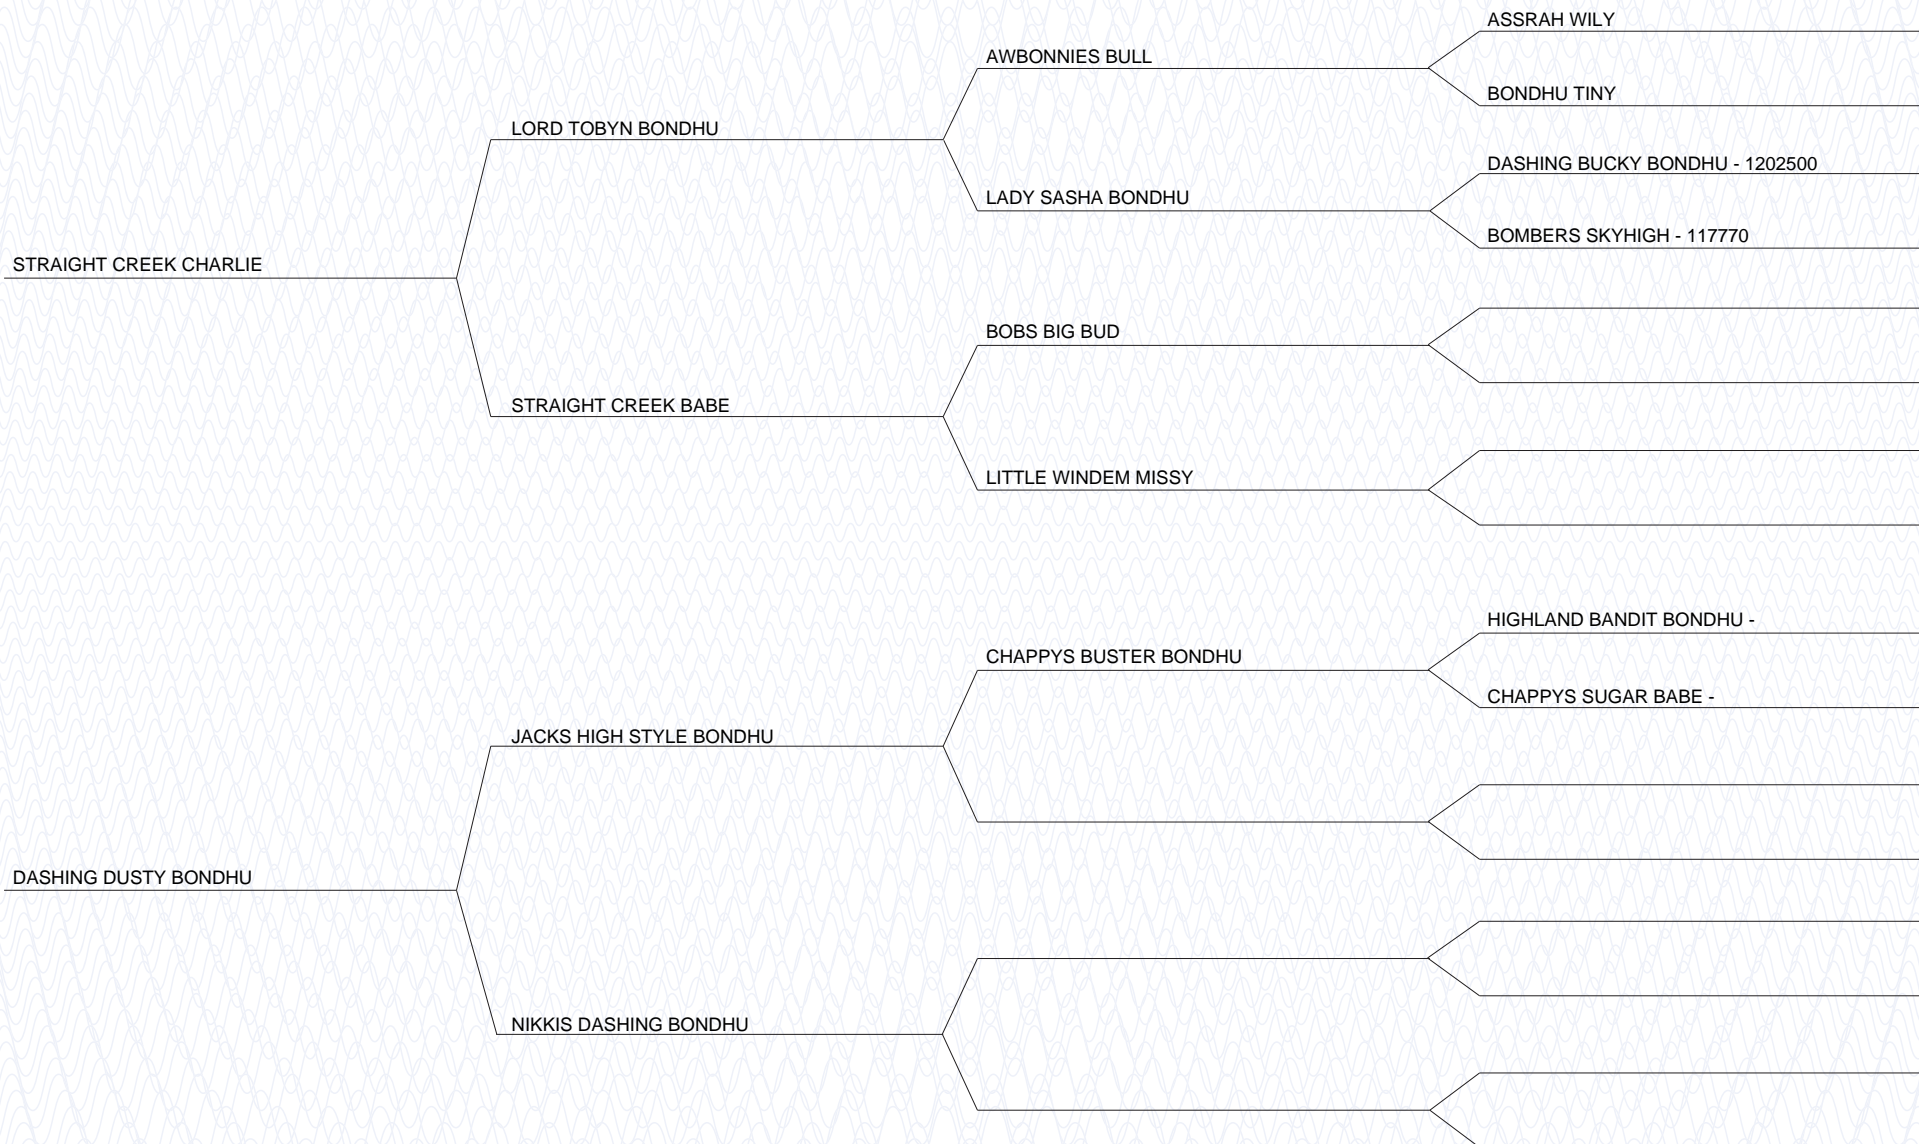 ASSRAH WILY
AWBONNIES BULL
BONDHU TINY
LORD TOBYN BONDHU
DASHING BUCKY BONDHU - 1202500
LADY SASHA BONDHU
BOMBERS SKYHIGH - 117770
STRAIGHT CREEK CHARLIE
BOBS BIG BUD
STRAIGHT CREEK BABE
LITTLE WINDEM MISSY
HIGHLAND BANDIT BONDHU -
CHAPPYS BUSTER BONDHU
CHAPPYS SUGAR BABE -
JACKS HIGH STYLE BONDHU
DASHING DUSTY BONDHU
NIKKIS DASHING BONDHU